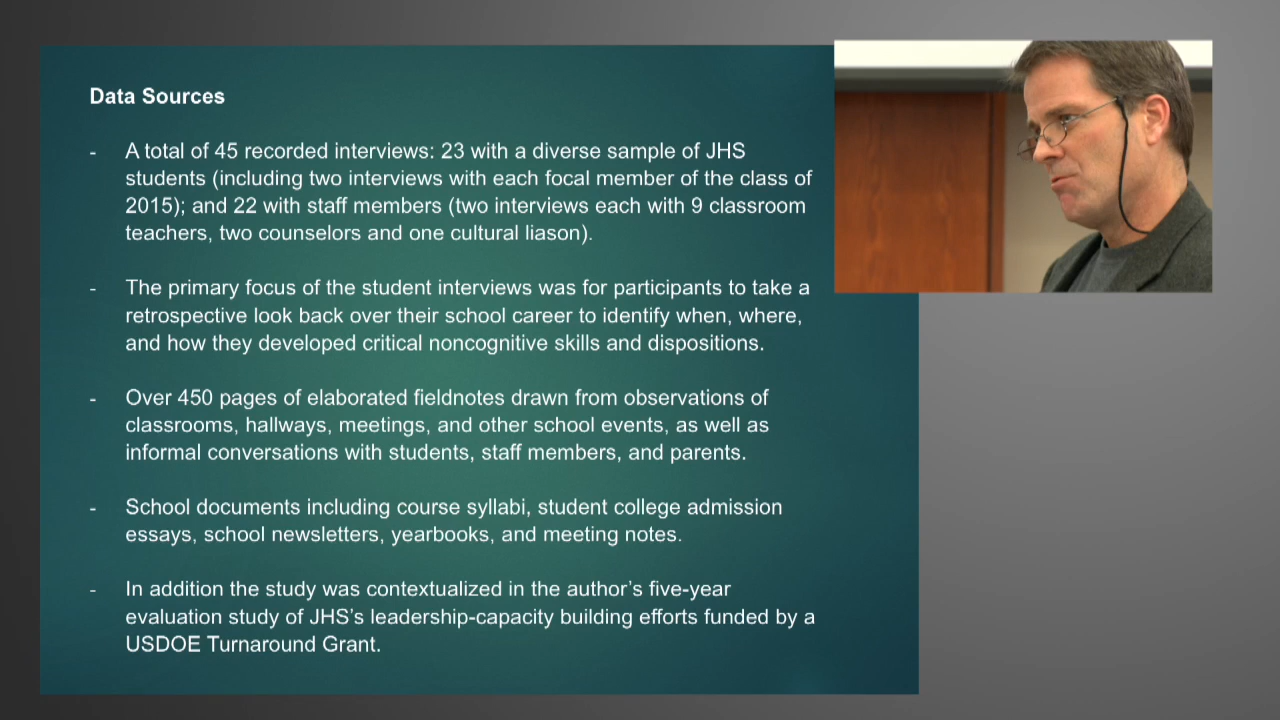 Data Sources
- A total of 45 recorded interviews: 23 with a diverse sample of JHS
students (including two interviews with each focal member of the class of
2015); and 22 with staff members (two interviews each with 9 classroom
teachers, two counselors and one cultural liason).
- The primary focus of the student interviews was for participants to take a
retrospective look back over their school career to identify when, where,
and how they developed critical noncognitive skills and dispositions.
- Over 450 pages of elaborated fieldnotes drawn from observations of
classrooms, hallways, meetings, and other school events, as well as
informal conversations with students, staff members, and parents.
- School documents including course syllabi, student college admission
essays, school newsletters, yearbooks, and meeting notes.
- In addition the study was contextualized in the author’s five-year
evaluation study of JHS’s leadership-capacity building efforts funded by a
USDOE Turnaround Grant.